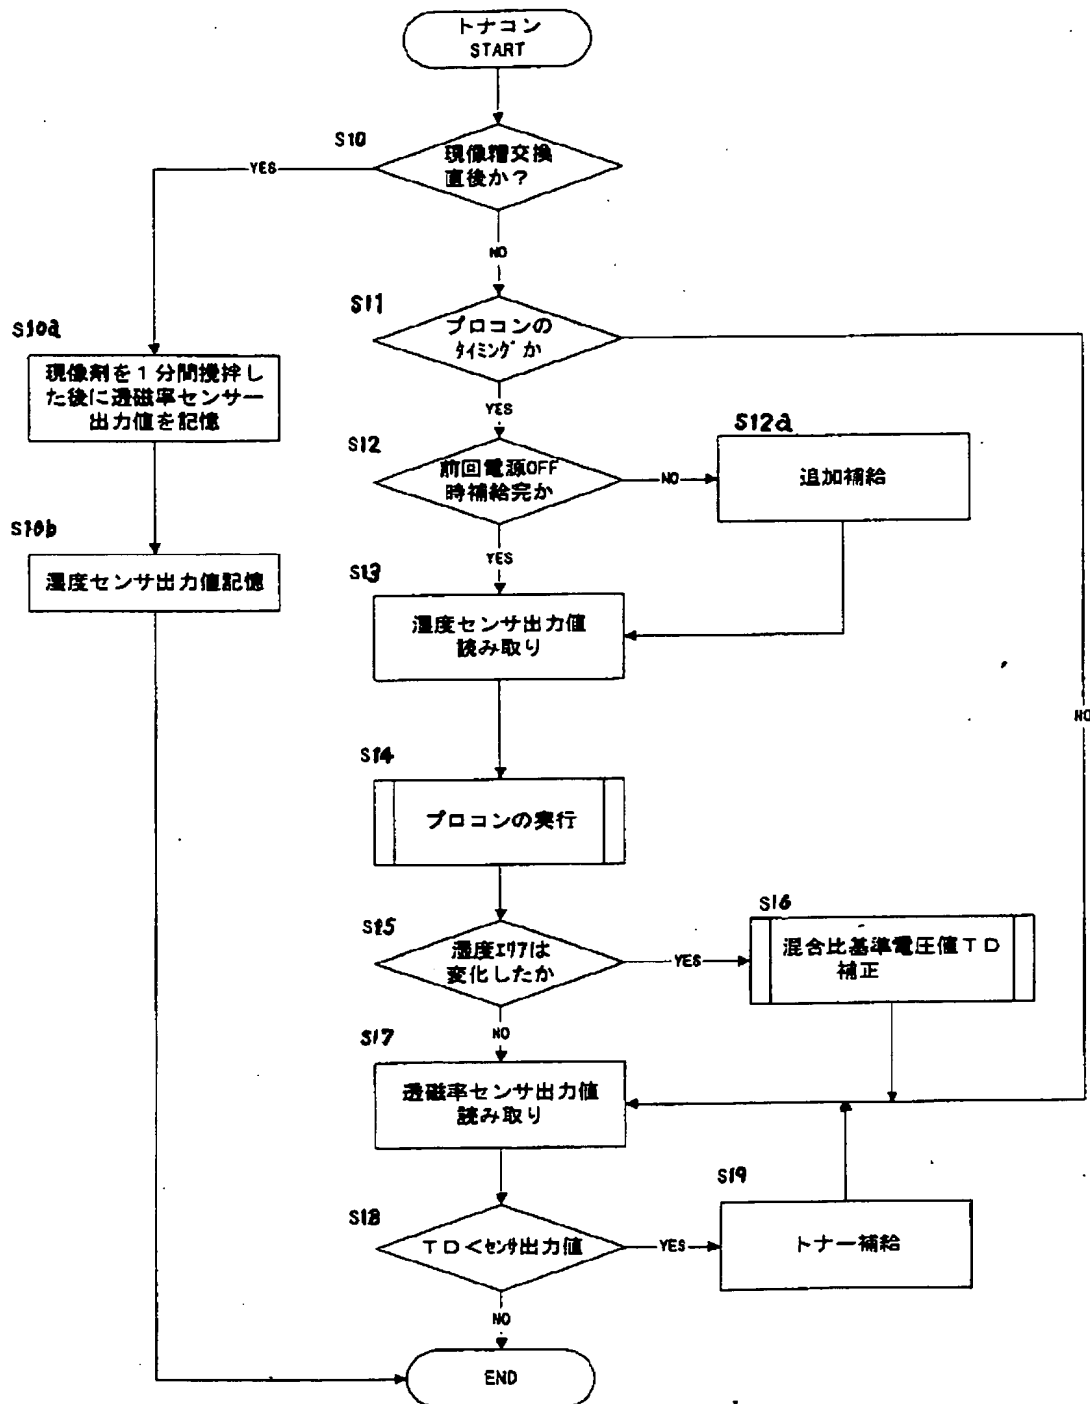 トナコン
START
S10
現像糟交換
直後か？
YES
NO
S11
プロコンの
ﾀｲﾐﾝｸﾞか
S10a
現像剤を１分間攪拌し
た後に透磁率センサー
出力値を記憶
YES
NO
S12
前回電源OFF
時補給完か
NO
S12a
追加補給
YES
S10b
湿度センサ出力値記憶
S13
湿度センサ出力値
読み取り
S14
プロコンの実行
S15
湿度ｴﾘｱは
変化したか
YES
S16
混合比基準電圧値ＴＤ
補正
NO
S17
透磁率センサ出力値
読み取り
S18
ＴＤ＜ｾﾝｻ出力値
YES
S19
トナー補給
NO
END